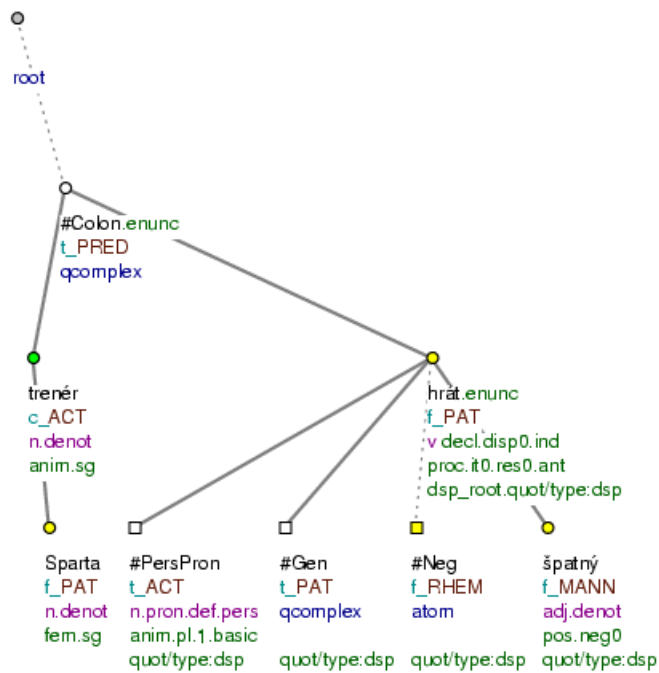 root
#Colon.enunc
t_PRED
qcomplex
trenér
c_ACT
n.denot
anim.sg
hrát.enunc
f_PAT
v decl.disp0.ind
proc.it0.res0.ant
dsp_root.quot/type:dsp
Sparta
f_PAT
n.denot
fem.sg
#PersPron
t_ACT
n.pron.def.pers
anim.pl.1.basic
quot/type:dsp
#Gen
t_PAT
qcomplex
quot/type:dsp
#Neg
f_RHEM
atom
quot/type:dsp
špatný
f_MANN
adj.denot
pos.neg0
quot/type:dsp